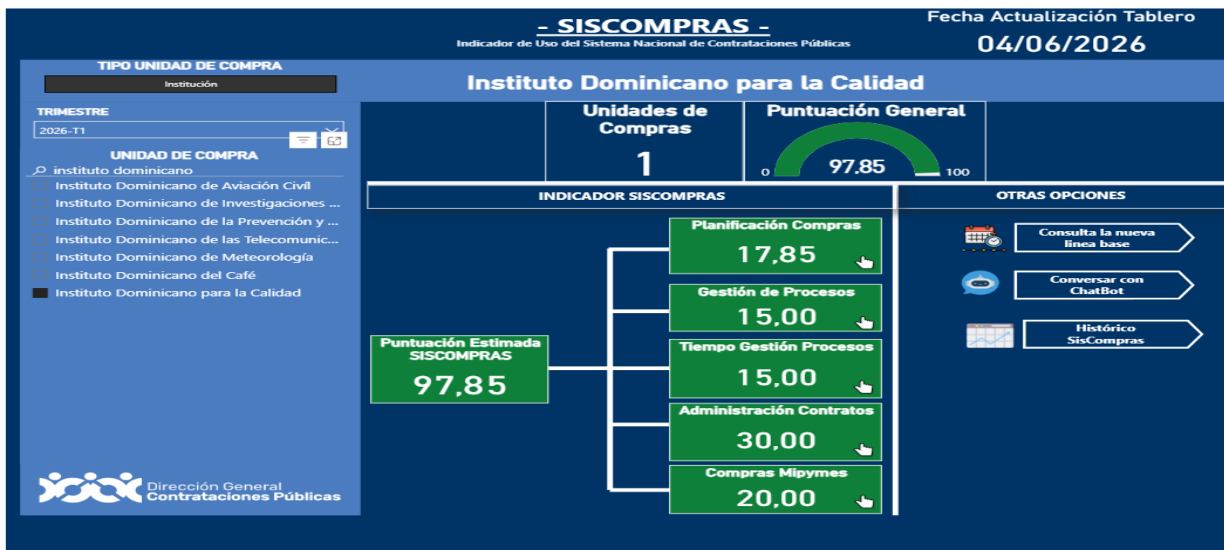 - SISCOMPRAS -
Indicador de Uso del Sistema Nacional de Contrataciones Públicas
Fecha Actualización Tablero
04/06/2026
TIPO UNIDAD DE COMPRA
Institución
TRIMESTRE
2026-T1
UNIDAD DE COMPRA
instituto dominicano
Instituto Dominicano de Aviación Civíl
Instituto Dominicano de Investigaciones ...
Instituto Dominicano de la Prevención y ...
Instituto Dominicano de las Telecomunic...
Instituto Dominicano de Meteorología
Instituto Dominicano del Café
Instituto Dominicano para la Calidad
Dirección General
Contrataciones Públicas
Instituto Dominicano para la Calidad
Unidades de
Compras
1
Puntuación General
97,85
0
100
INDICADOR SISCOMPRAS
Puntuación Estimada
SISCOMPRAS
97,85
Planificación Compras
17,85
Gestión de Procesos
15,00
Tiempo Gestión Procesos
15,00
Administración Contratos
30,00
Compras Mipymes
20,00
OTRAS OPCIONES
Consulta la nueva
linea base
Conversar con
ChatBot
Histórico
SisCompras